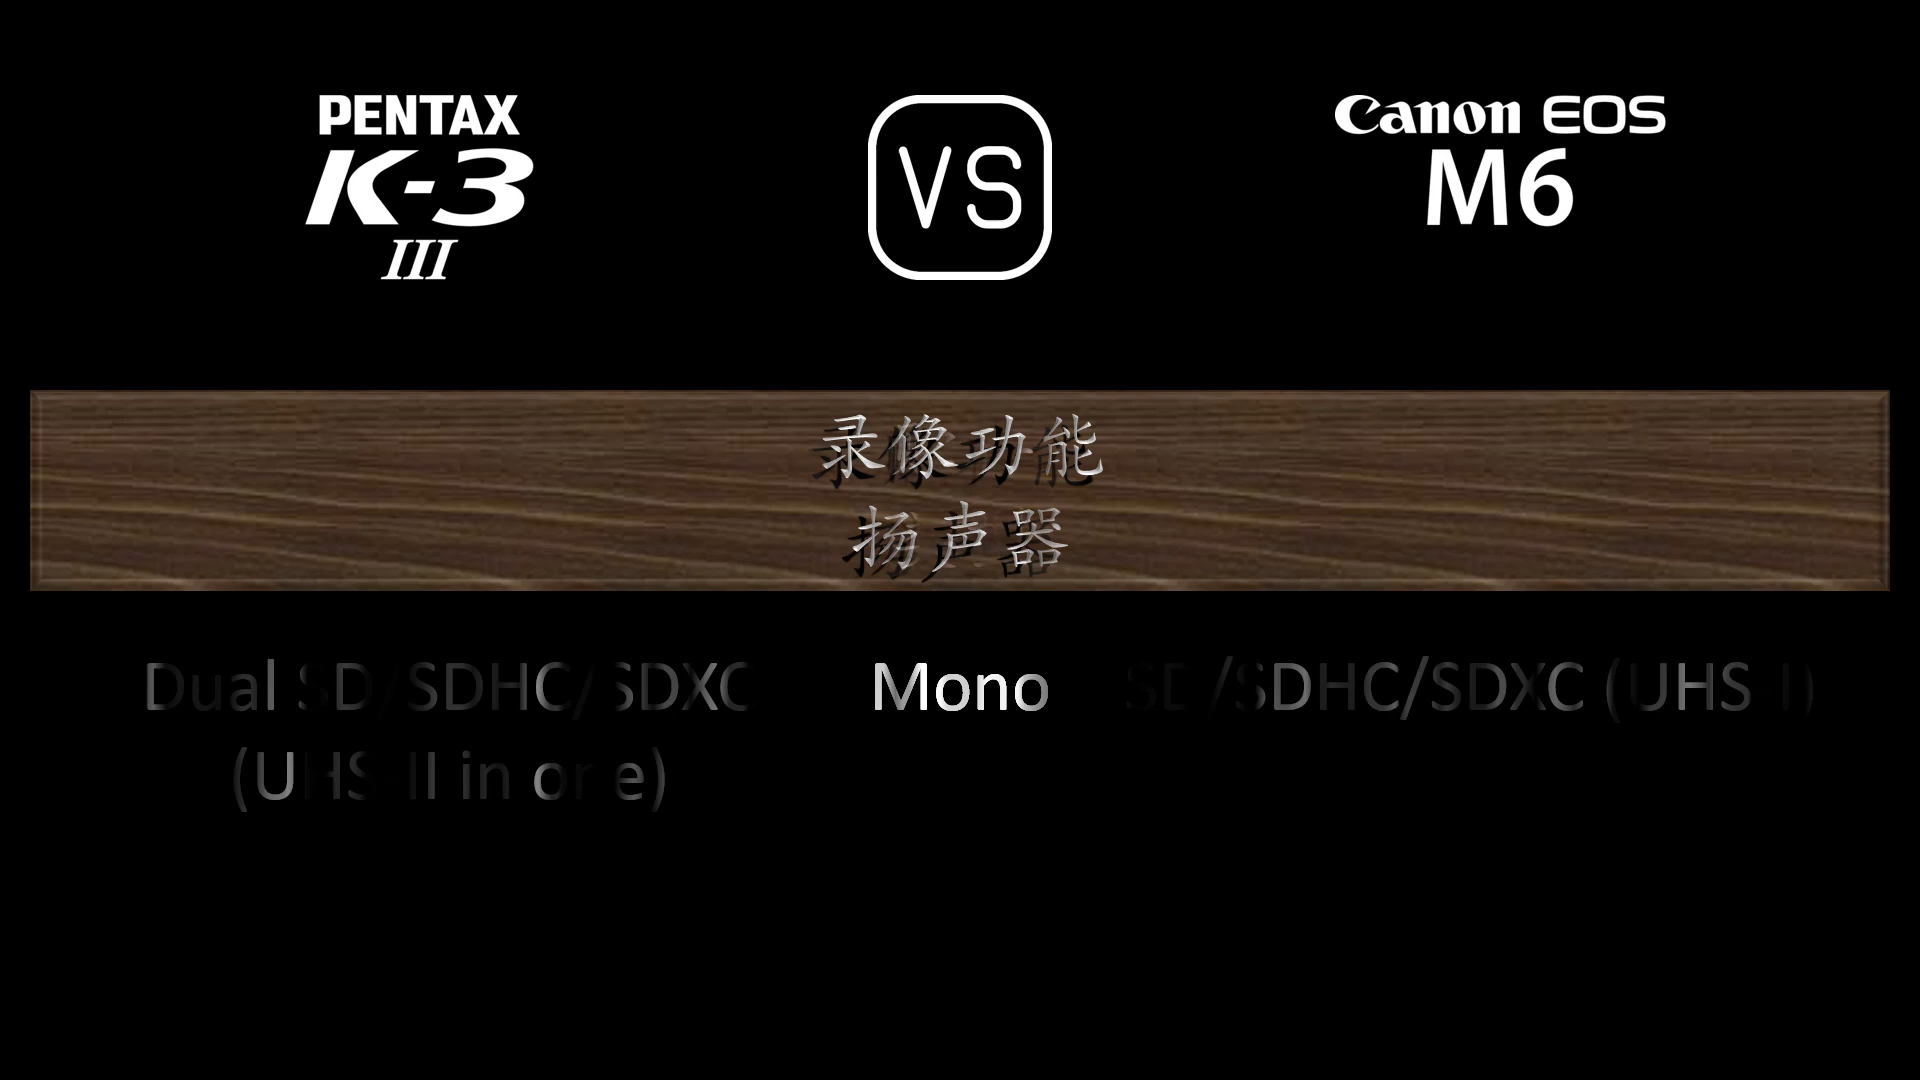 PENTAX
K-3
III
VS
Canon EOS
M6
录像功能
扬声器
Dual SD/SDHC/SDXC
(UHS-II in one)
Mono
SD/SDHC/SDXC (UHS-I)